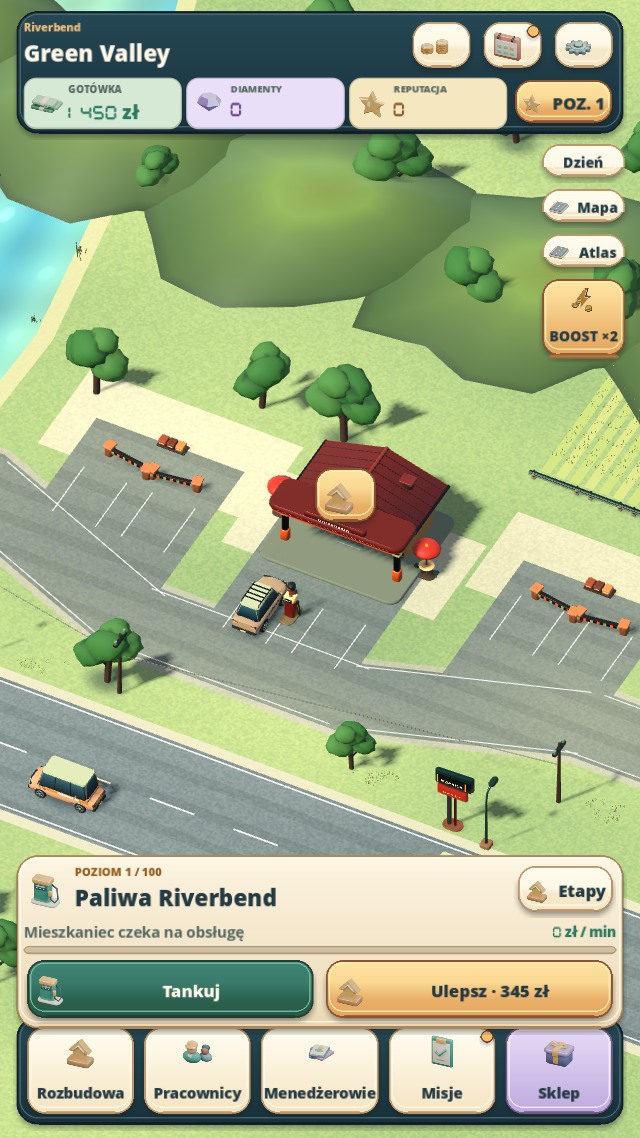 Riverbend
Green Valley
GOTÓWKA
1 450 zł
DIAMENTY
0
REPUTACJA
0
POZ. 1
Dzień
Mapa
Atlas
BOOST ×2
POZIOM 1 / 100
Paliwa Riverbend
Etapy
Mieszkaniec czeka na obsługę
0 zł / min
Tankuj
Ulepsz · 345 zł
Rozbudowa
Pracownicy
Menedżerowie
Misje
Sklep